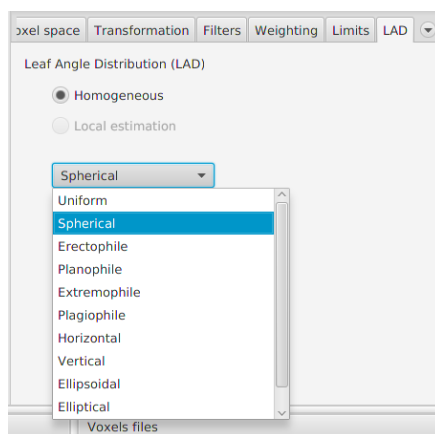 oxel space Transformation Filters Weighting Limits LAD
Leaf Angle Distribution (LAD)
Homogeneous
Local estimation
Spherical
Uniform
Spherical
Erectophile
Planophile
Extremophile
Plagiophile
Horizontal
Vertical
Ellipsoidal
Elliptical
Voxels files